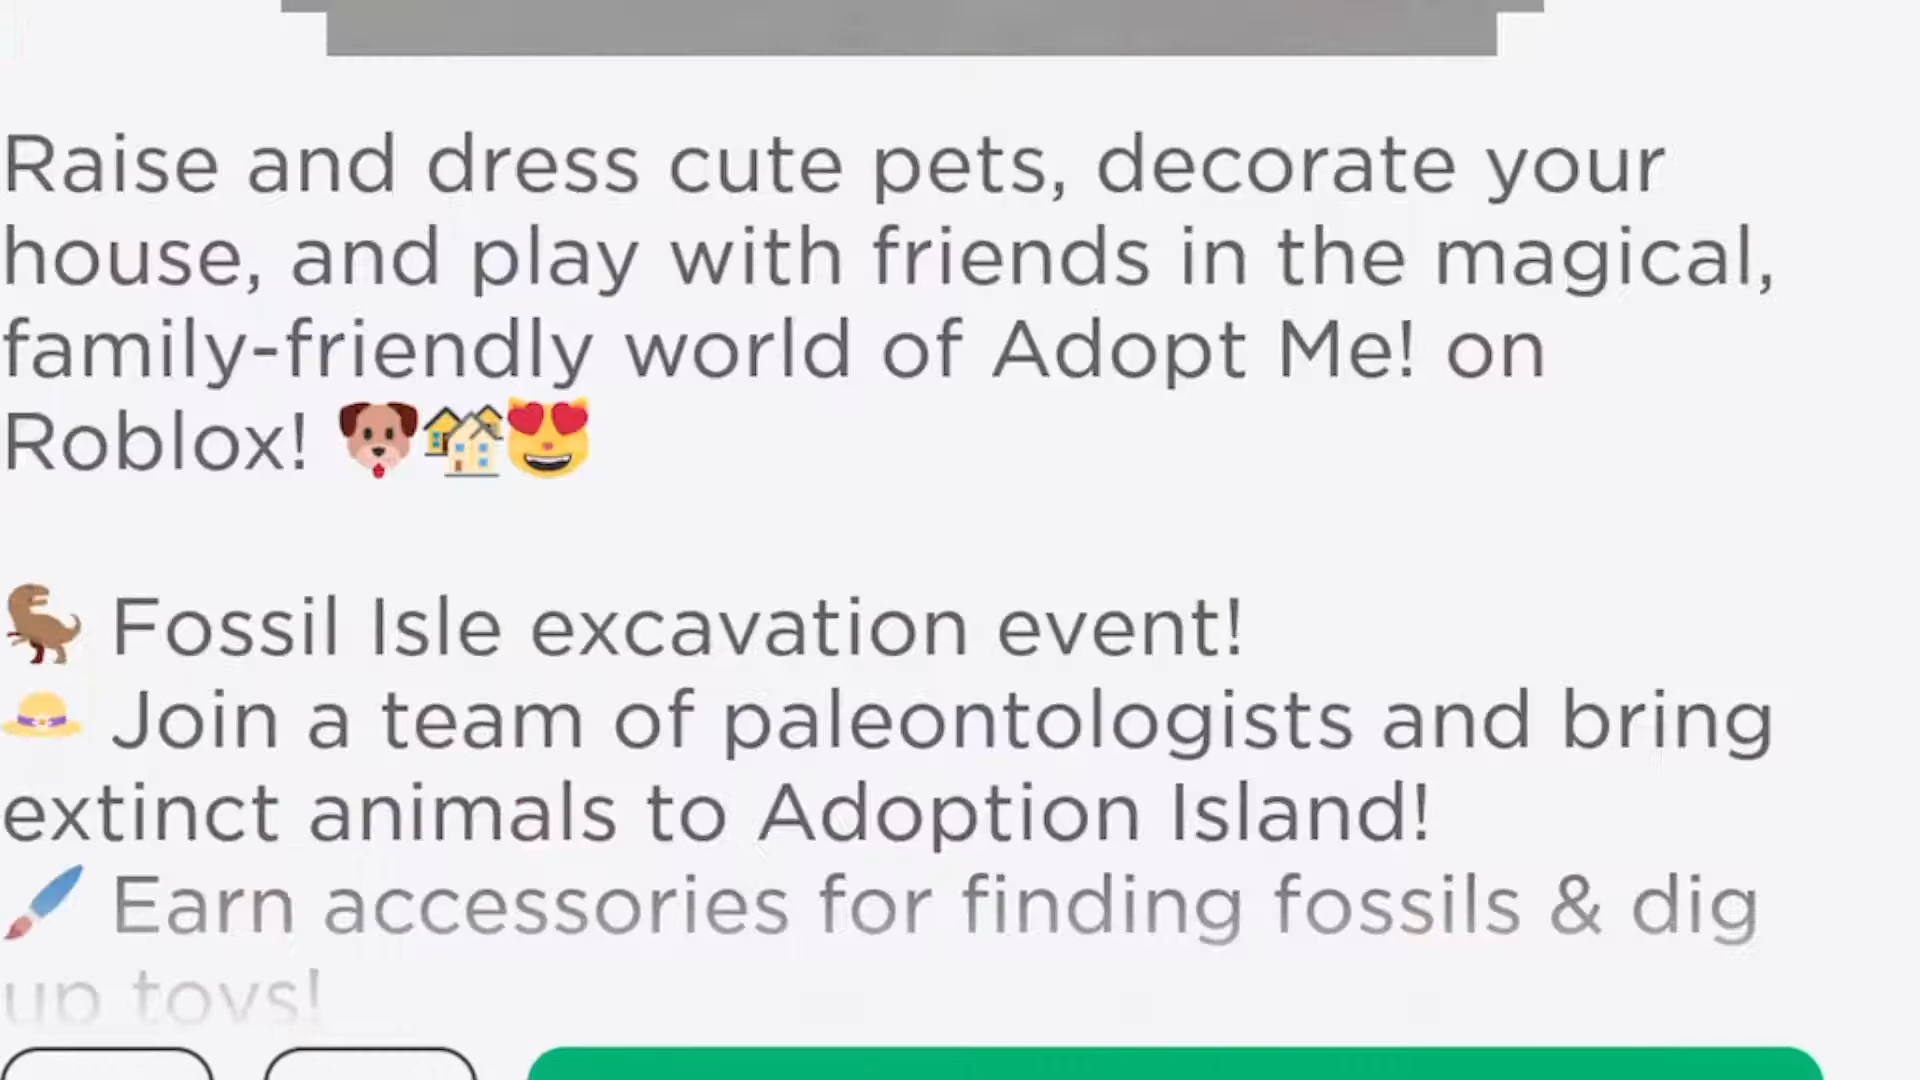 Raise and dress cute pets, decorate your
house, and play with friends in the magical,
family-friendly world of Adopt Me! on
Roblox! 🐶🏘️😻
🦖 Fossil Isle excavation event!
👒 Join a team of paleontologists and bring
extinct animals to Adoption Island!
🖌️ Earn accessories for finding fossils & dig
up toys!